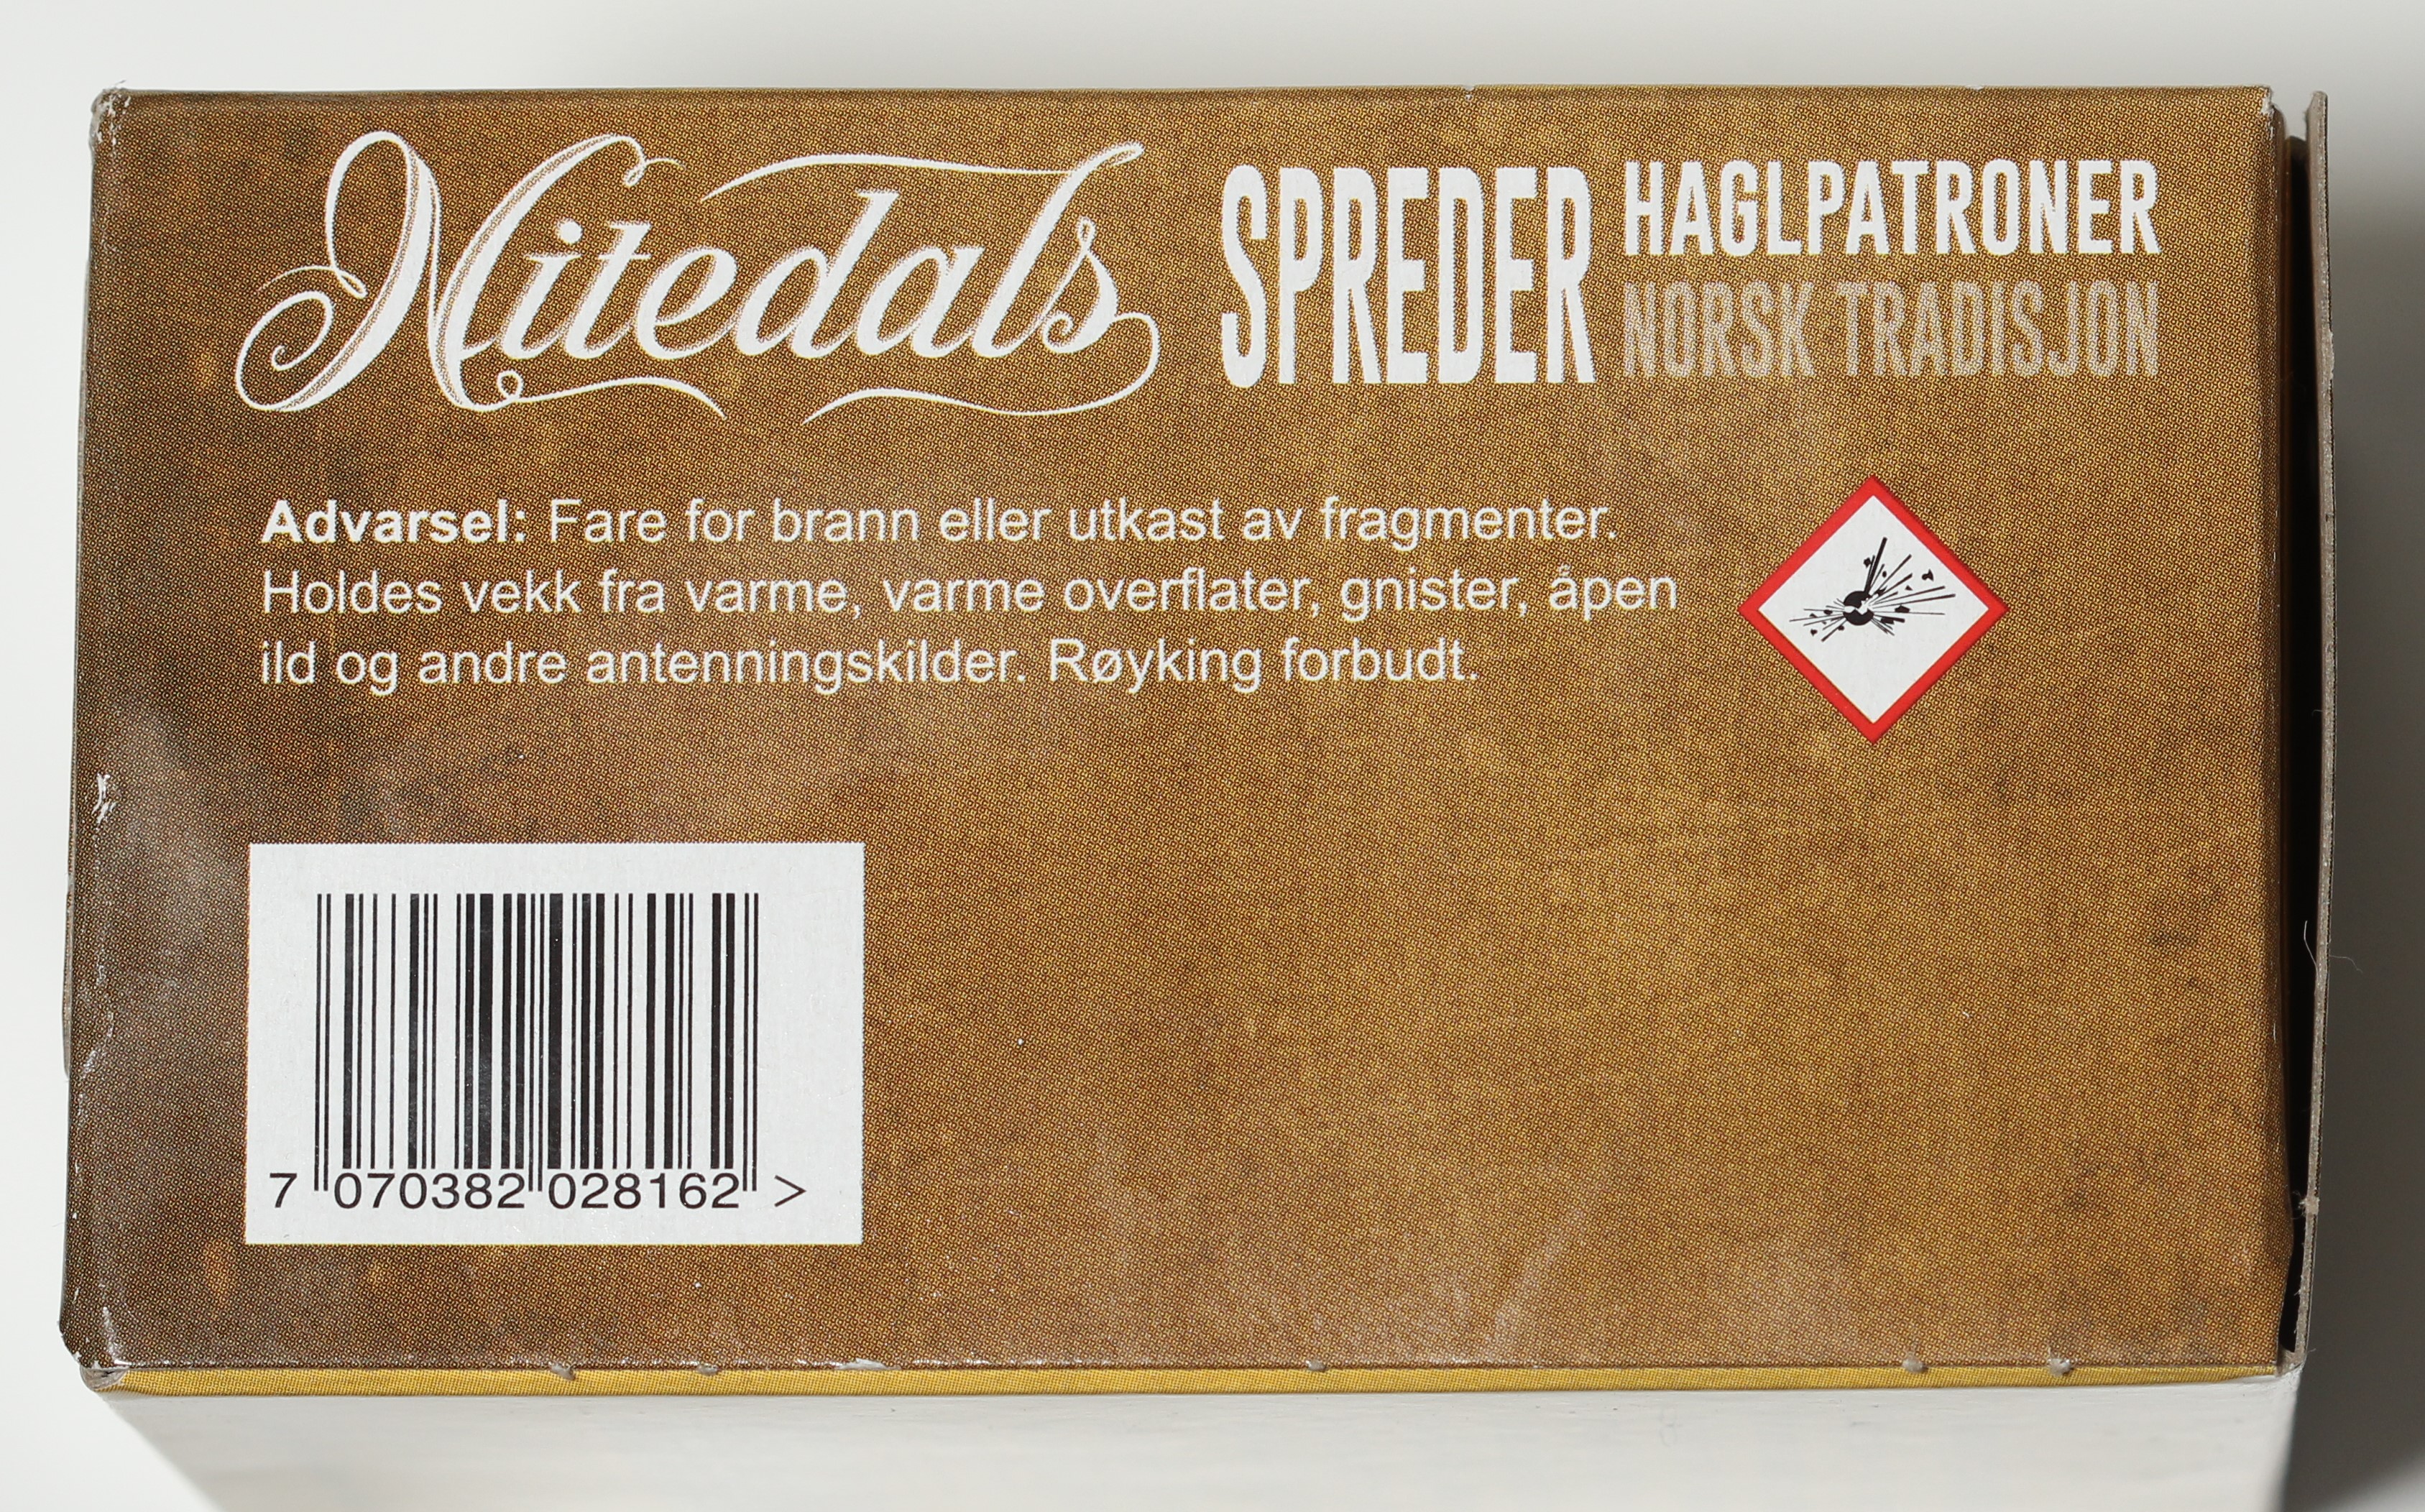 Nitedals SPREDER HAGLPATRONER
NORSK TRADISJON
Advarsel: Fare for brann eller utkast av fragmenter.
Holdes vekk fra varme, varme overflater, gnister, åpen
ild og andre antenningskilder. Røyking forbudt.
7 070382 028162 >